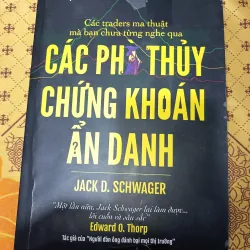 Các traders ma thuật
mà bạn chưa từng nghe qua
CÁC PHÙ THỦY
CHỨNG KHOÁN
ẨN DANH
JACK D. SCHWAGER
"Một lần nữa, Jack Schwager lại làm được...
lôi cuốn và sâu sắc"
Edward O. Thorp
Tác giả của "Người đàn ông đánh bại mọi thị trường"